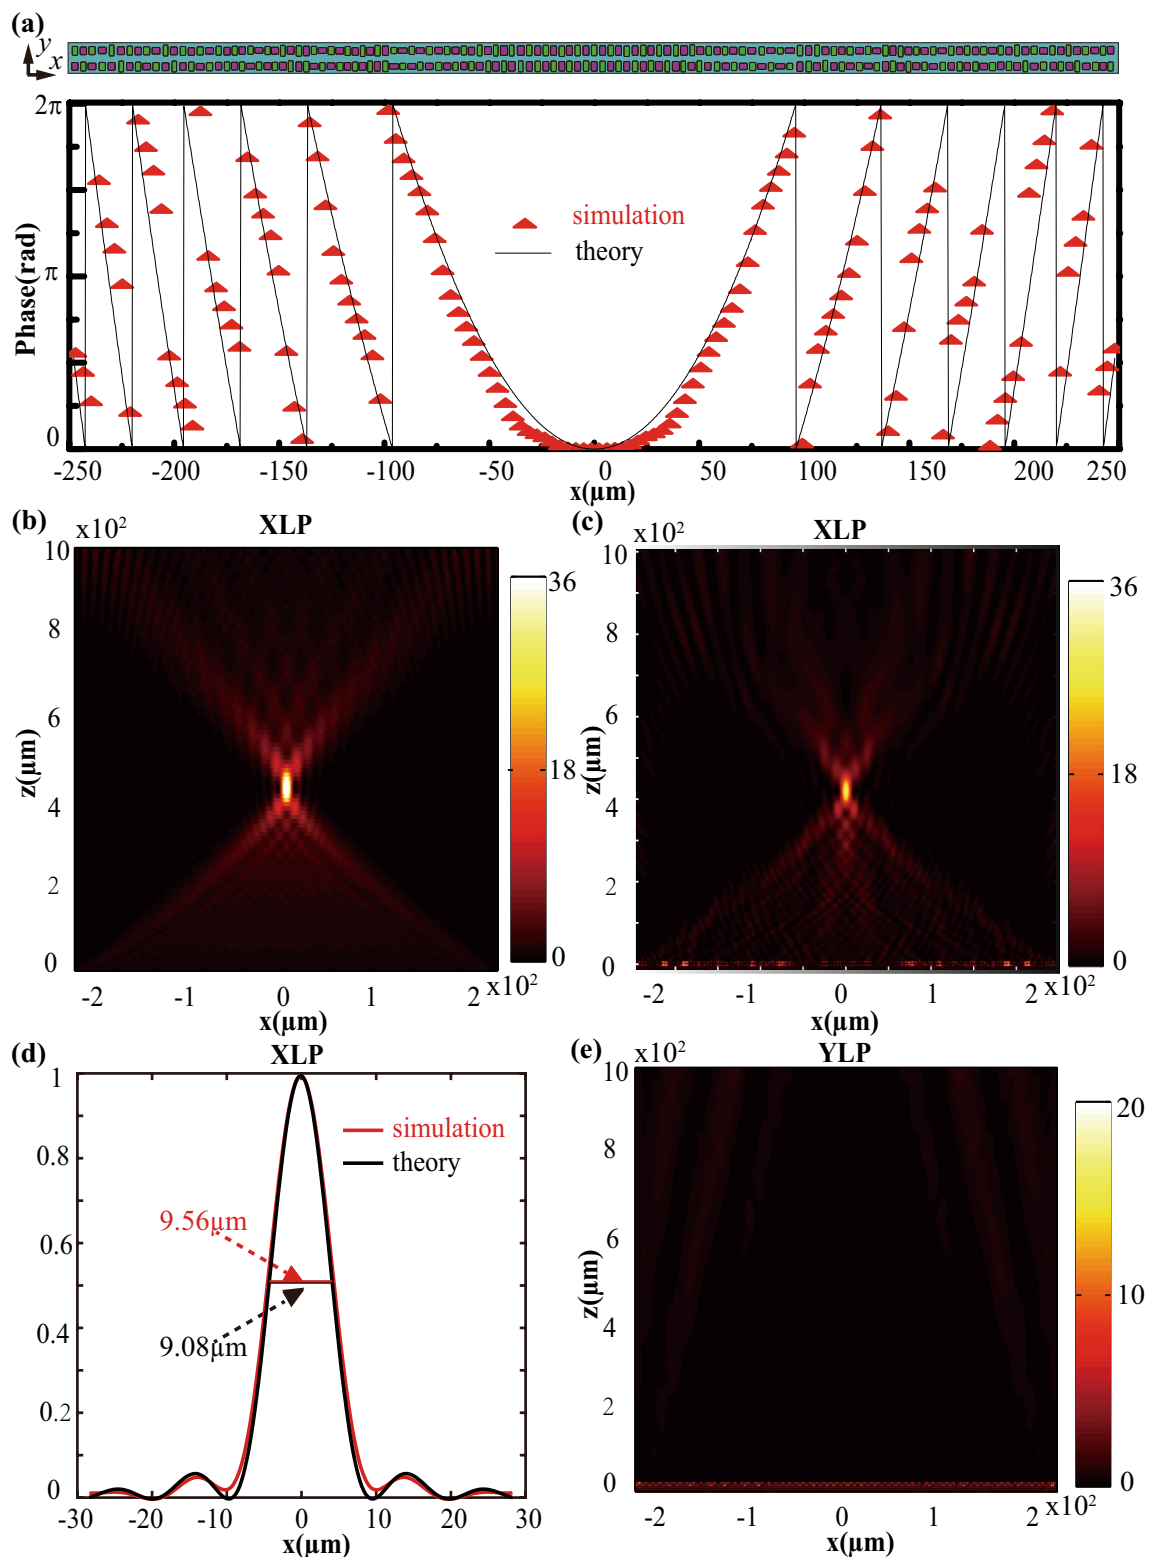 (a)
y
x
2π
π
0
Phase(rad)
simulation
theory
-250 -200 -150 -100 -50 0 50 100 150 200 250
x(μm)
(b) x10² XLP
10
8
6
4
2
0
z(μm)
36
18
0
-2 -1 0 1 2 x10²
x(μm)
(c) x10² XLP
10
8
6
4
2
0
z(μm)
36
18
0
-2 -1 0 1 2 x10²
x(μm)
(d) XLP
1
0.8
0.6
0.4
0.2
0
simulation
theory
9.56μm
9.08μm
-30 -20 -10 0 10 20 30
x(μm)
(e) x10² YLP
10
8
6
4
2
0
z(μm)
20
10
0
-2 -1 0 1 2 x10²
x(μm)